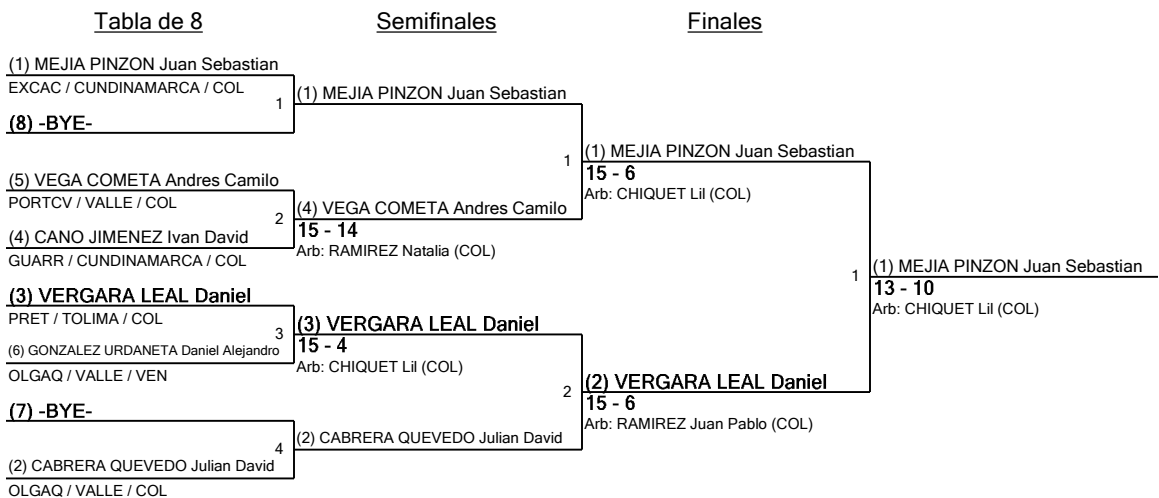 Tabla de 8
Semifinales
Finales
(1) MEJIA PINZON Juan Sebastian
EXCAC / CUNDINAMARCA / COL
1
(8) -BYE-
(1) MEJIA PINZON Juan Sebastian
(5) VEGA COMETA Andres Camilo
PORTCV / VALLE / COL
2
(4) CANO JIMENEZ Ivan David
GUARR / CUNDINAMARCA / COL
(4) VEGA COMETA Andres Camilo
15 - 14
Arb: RAMIREZ Natalia (COL)
1
(1) MEJIA PINZON Juan Sebastian
15 - 6
Arb: CHIQUET Lil (COL)
(3) VERGARA LEAL Daniel
PRET / TOLIMA / COL
3
(6) GONZALEZ URDANETA Daniel Alejandro
OLGAQ / VALLE / VEN
(3) VERGARA LEAL Daniel
15 - 4
Arb: CHIQUET Lil (COL)
(7) -BYE-
4
(2) CABRERA QUEVEDO Julian David
OLGAQ / VALLE / COL
(2) CABRERA QUEVEDO Julian David
2
(2) VERGARA LEAL Daniel
15 - 6
Arb: RAMIREZ Juan Pablo (COL)
1
(1) MEJIA PINZON Juan Sebastian
13 - 10
Arb: CHIQUET Lil (COL)